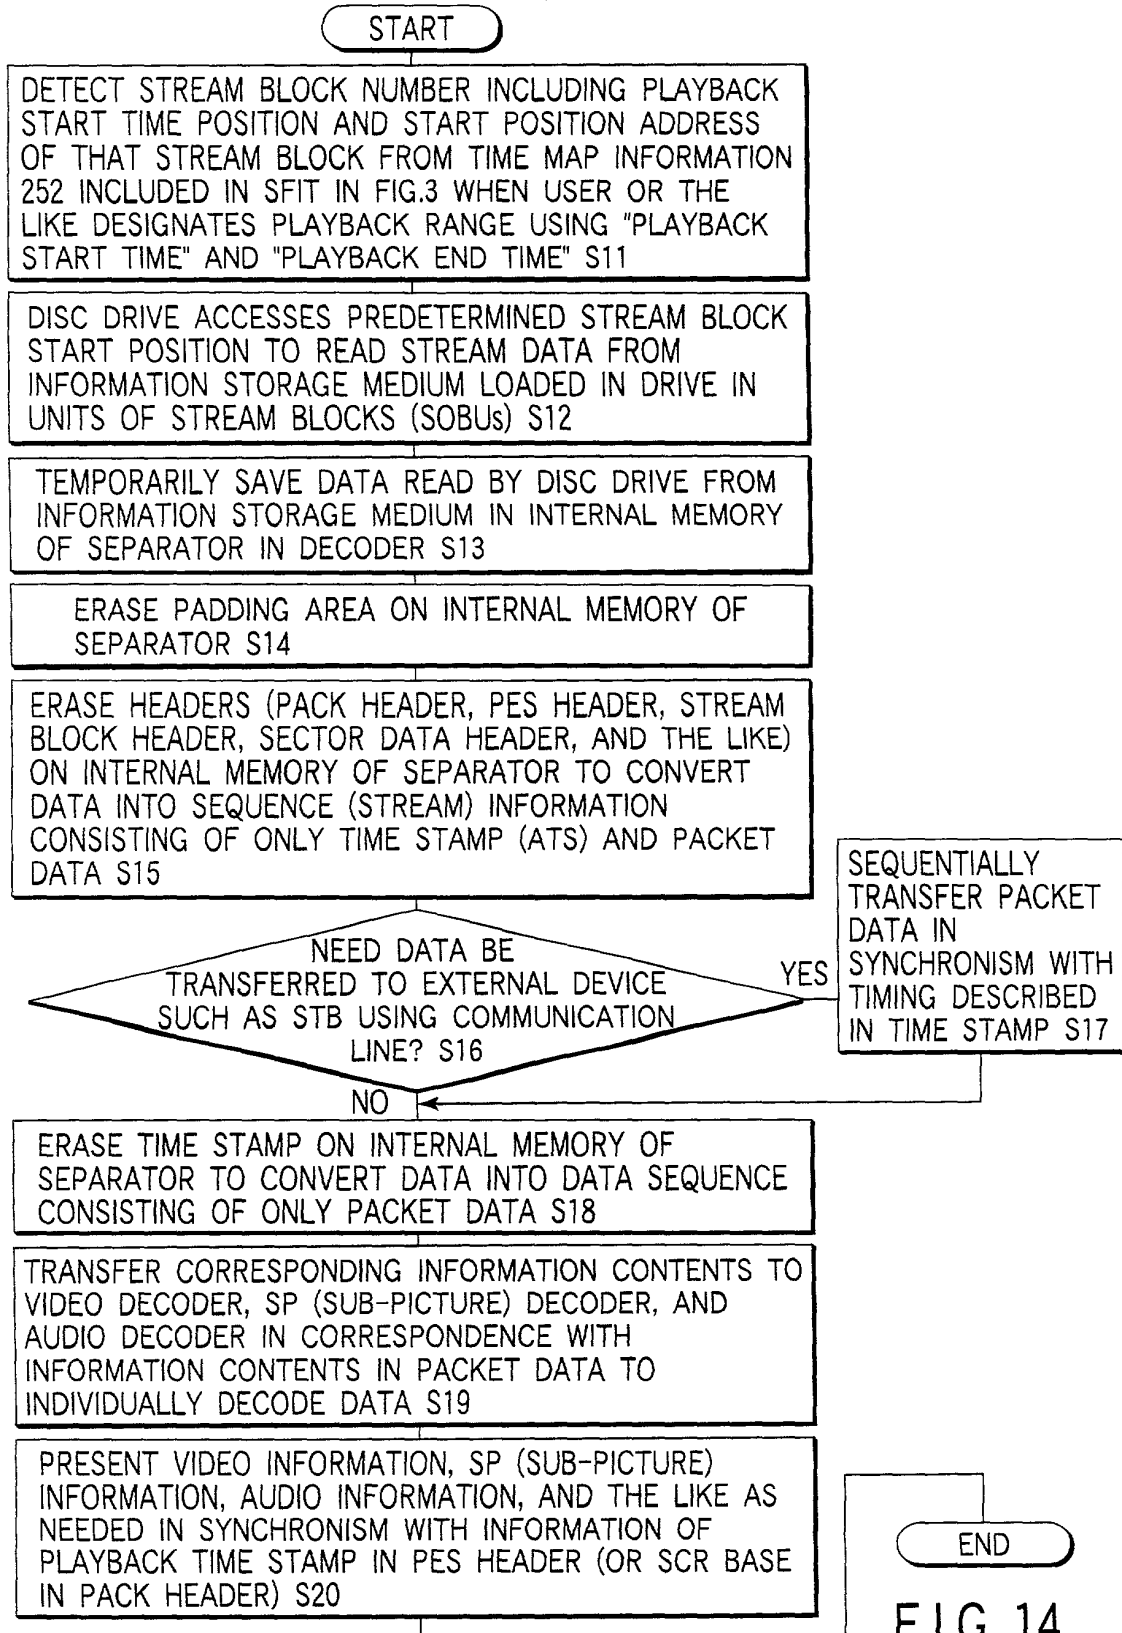 START
DETECT STREAM BLOCK NUMBER INCLUDING PLAYBACK
START TIME POSITION AND START POSITION ADDRESS
OF THAT STREAM BLOCK FROM TIME MAP INFORMATION
252 INCLUDED IN SFIT IN FIG.3 WHEN USER OR THE
LIKE DESIGNATES PLAYBACK RANGE USING "PLAYBACK
START TIME" AND "PLAYBACK END TIME" S11
DISC DRIVE ACCESSES PREDETERMINED STREAM BLOCK
START POSITION TO READ STREAM DATA FROM
INFORMATION STORAGE MEDIUM LOADED IN DRIVE IN
UNITS OF STREAM BLOCKS (SOBUs) S12
TEMPORARILY SAVE DATA READ BY DISC DRIVE FROM
INFORMATION STORAGE MEDIUM IN INTERNAL MEMORY
OF SEPARATOR IN DECODER S13
ERASE PADDING AREA ON INTERNAL MEMORY OF
SEPARATOR S14
ERASE HEADERS (PACK HEADER, PES HEADER, STREAM
BLOCK HEADER, SECTOR DATA HEADER, AND THE LIKE)
ON INTERNAL MEMORY OF SEPARATOR TO CONVERT
DATA INTO SEQUENCE (STREAM) INFORMATION
CONSISTING OF ONLY TIME STAMP (ATS) AND PACKET
DATA S15
NEED DATA BE
TRANSFERRED TO EXTERNAL DEVICE
SUCH AS STB USING COMMUNICATION
LINE? S16
YES
SEQUENTIALLY
TRANSFER PACKET
DATA IN
SYNCHRONISM WITH
TIMING DESCRIBED
IN TIME STAMP S17
NO
ERASE TIME STAMP ON INTERNAL MEMORY OF
SEPARATOR TO CONVERT DATA INTO DATA SEQUENCE
CONSISTING OF ONLY PACKET DATA S18
TRANSFER CORRESPONDING INFORMATION CONTENTS TO
VIDEO DECODER, SP (SUB-PICTURE) DECODER, AND
AUDIO DECODER IN CORRESPONDENCE WITH
INFORMATION CONTENTS IN PACKET DATA TO
INDIVIDUALLY DECODE DATA S19
PRESENT VIDEO INFORMATION, SP (SUB-PICTURE)
INFORMATION, AUDIO INFORMATION, AND THE LIKE AS
NEEDED IN SYNCHRONISM WITH INFORMATION OF
PLAYBACK TIME STAMP IN PES HEADER (OR SCR BASE
IN PACK HEADER) S20
END
FIG. 14